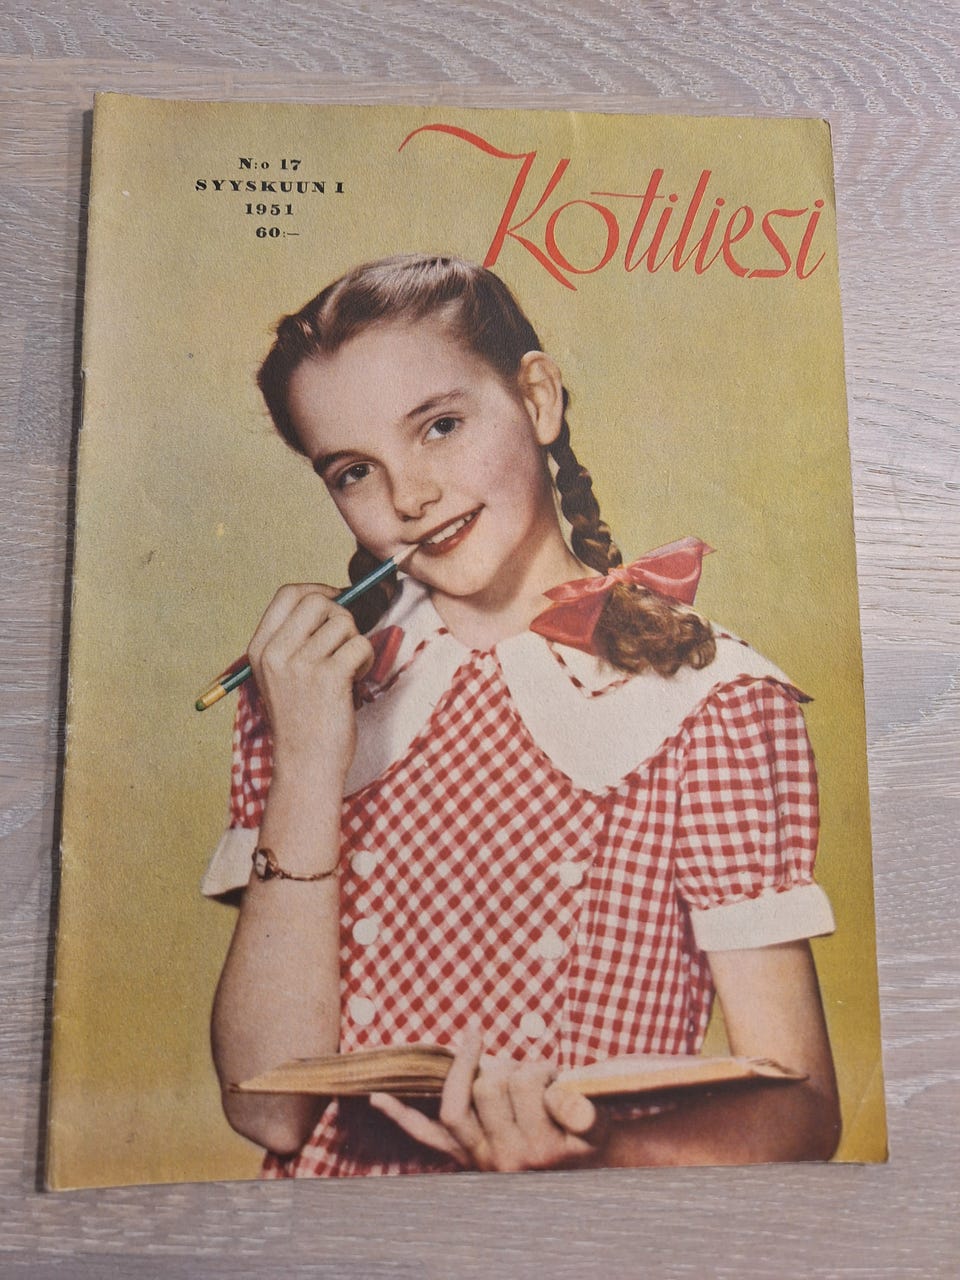 N:o 17
SYYSKUUN 1
1951
60:—
Kotiliesi